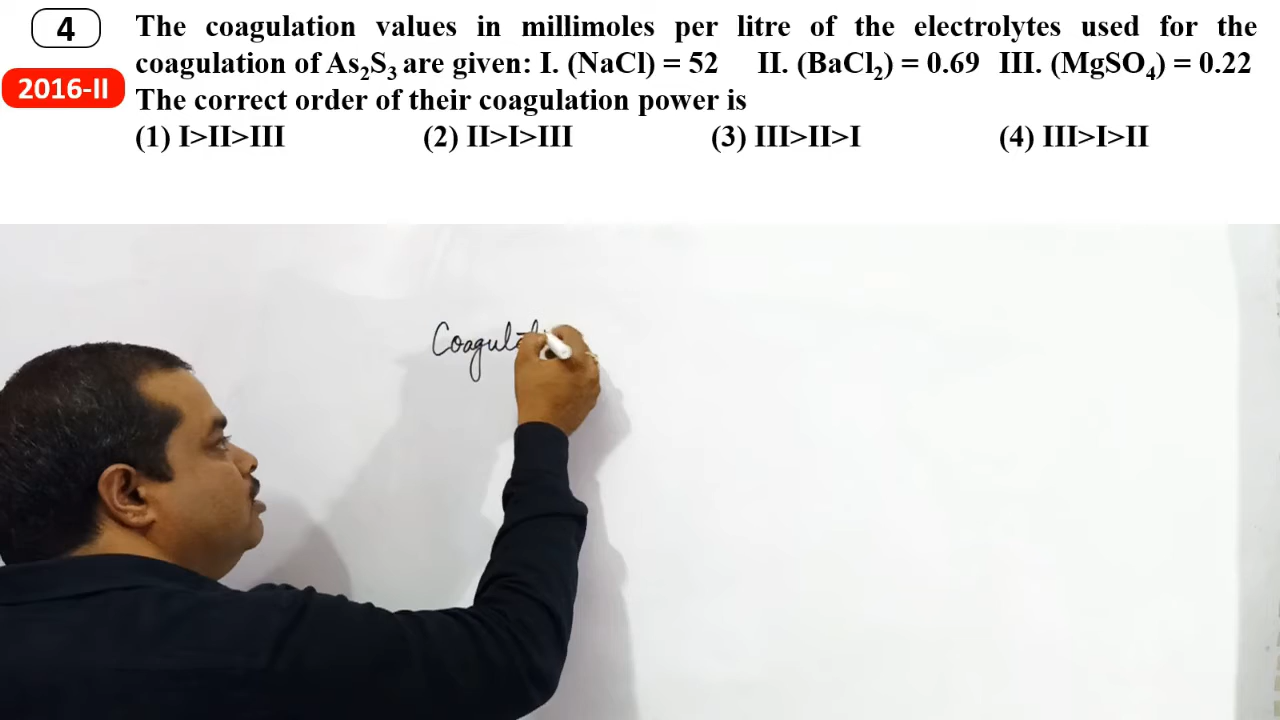 4
The coagulation values in millimoles per litre of the electrolytes used for the
2016-II
coagulation of As₂S₃ are given: I. (NaCl) = 52 II. (BaCl₂) = 0.69 III. (MgSO₄) = 0.22
The correct order of their coagulation power is
(1) I>II>III (2) II>I>III (3) III>II>I (4) III>I>II